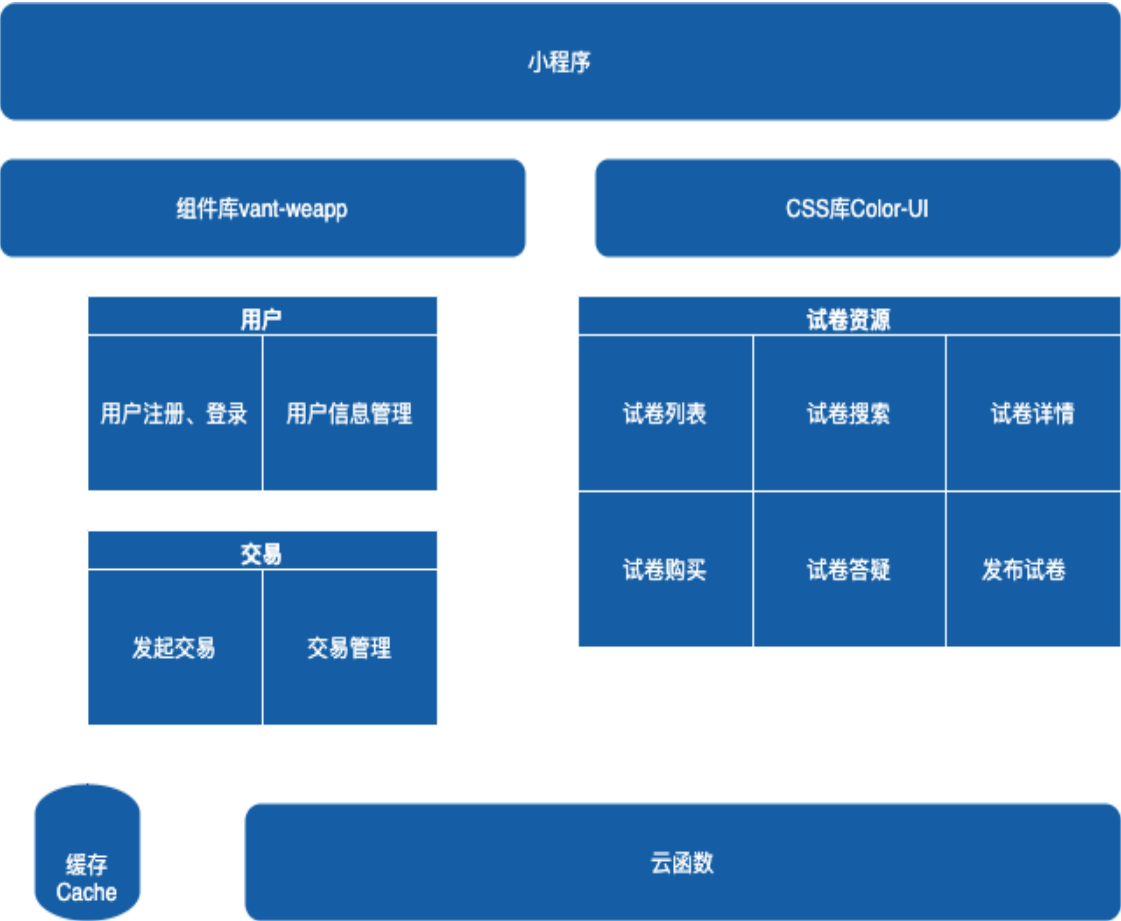 小程序
组件库vant-weapp
CSS库Color-UI
用户
用户注册、登录
用户信息管理
试卷资源
试卷列表
试卷搜索
试卷详情
试卷购买
试卷答疑
发布试卷
交易
发起交易
交易管理
缓存
Cache
云函数